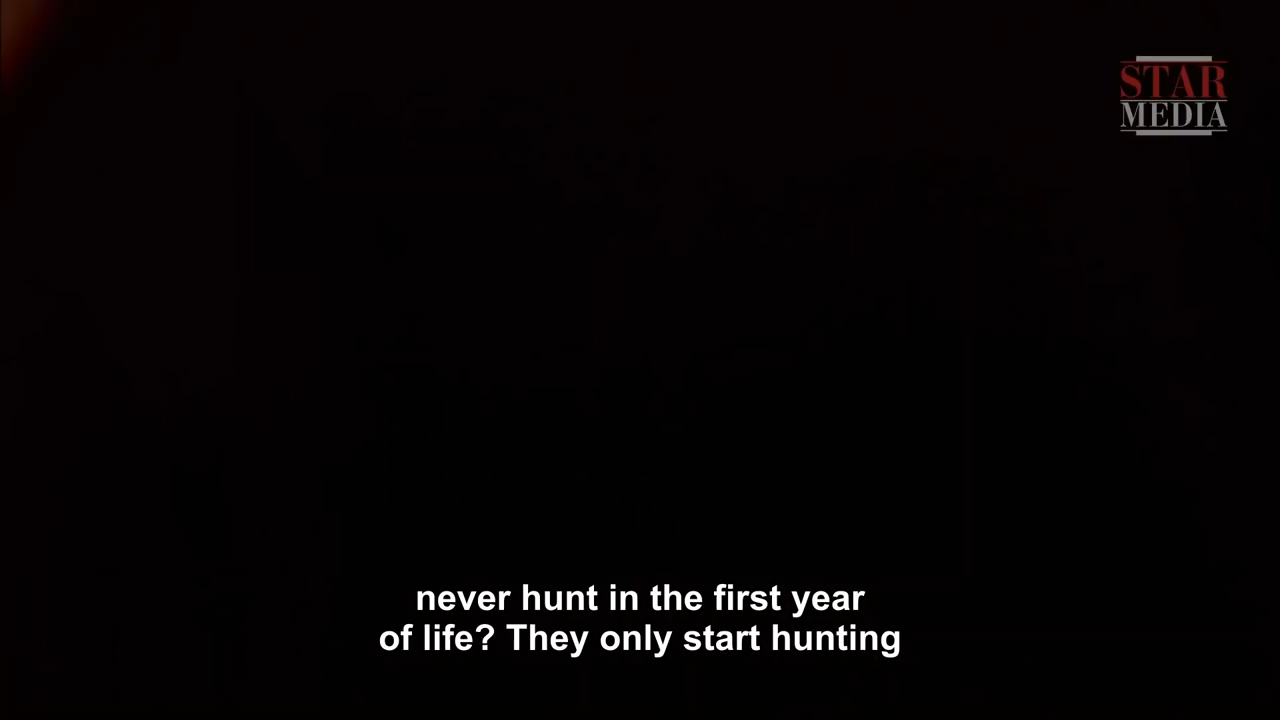 STAR
MEDIA
never hunt in the first year
of life? They only start hunting